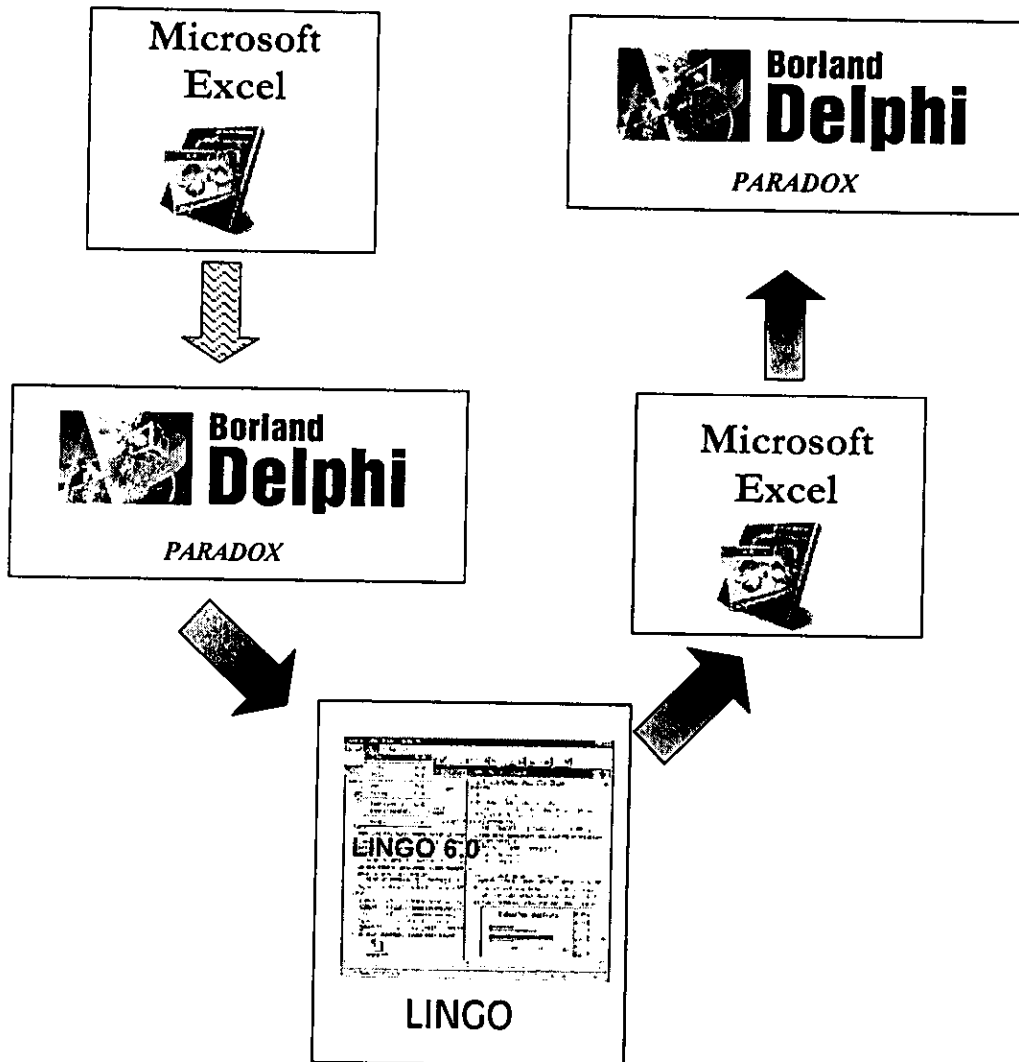 Microsoft
Excel
Borland
Delphi
PARADOX
Borland
Delphi
PARADOX
Microsoft
Excel
LINGO 6.0
LINGO